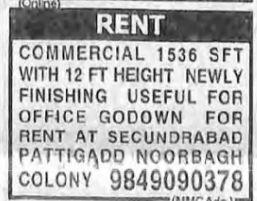 (Online)
RENT
COMMERCIAL 1536 SFT
WITH 12 FT HEIGHT NEWLY
FINISHING USEFUL FOR
OFFICE GODOWN FOR
RENT AT SECUNDRABAD
PATTIGADD NOORBAGH
COLONY 9849090378